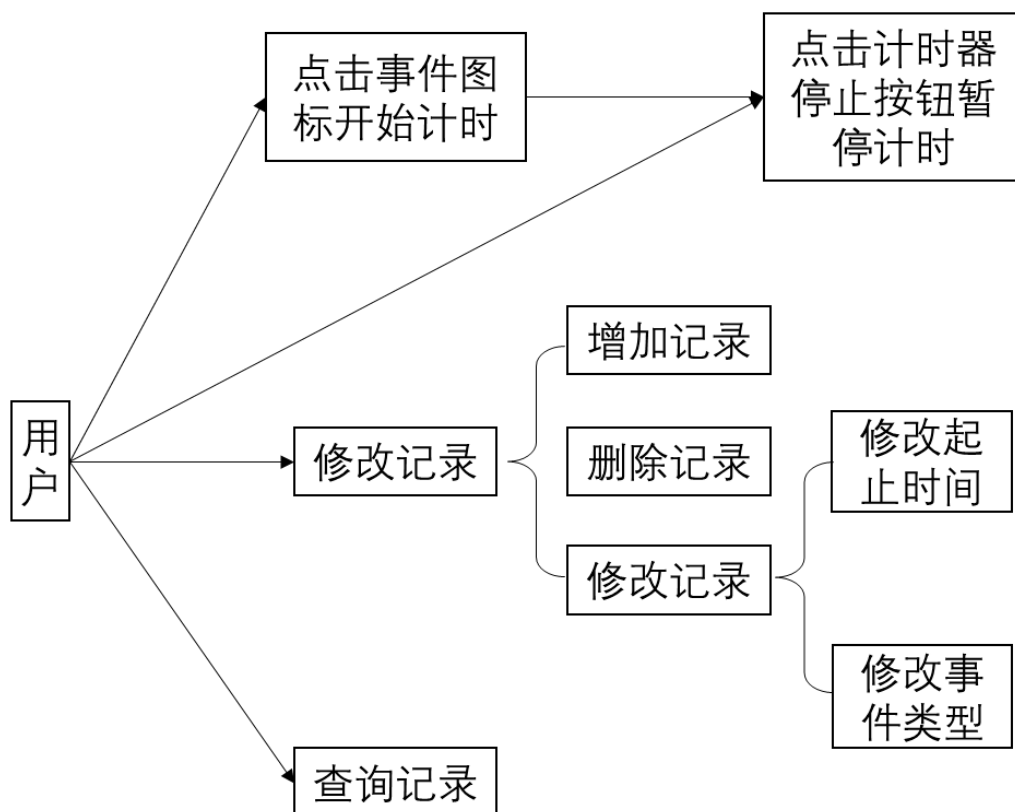 点击事件图
标开始计时
点击计时器
停止按钮暂
停计时
增加记录
用
户
修改记录
删除记录
修改起
止时间
修改记录
修改事
件类型
查询记录